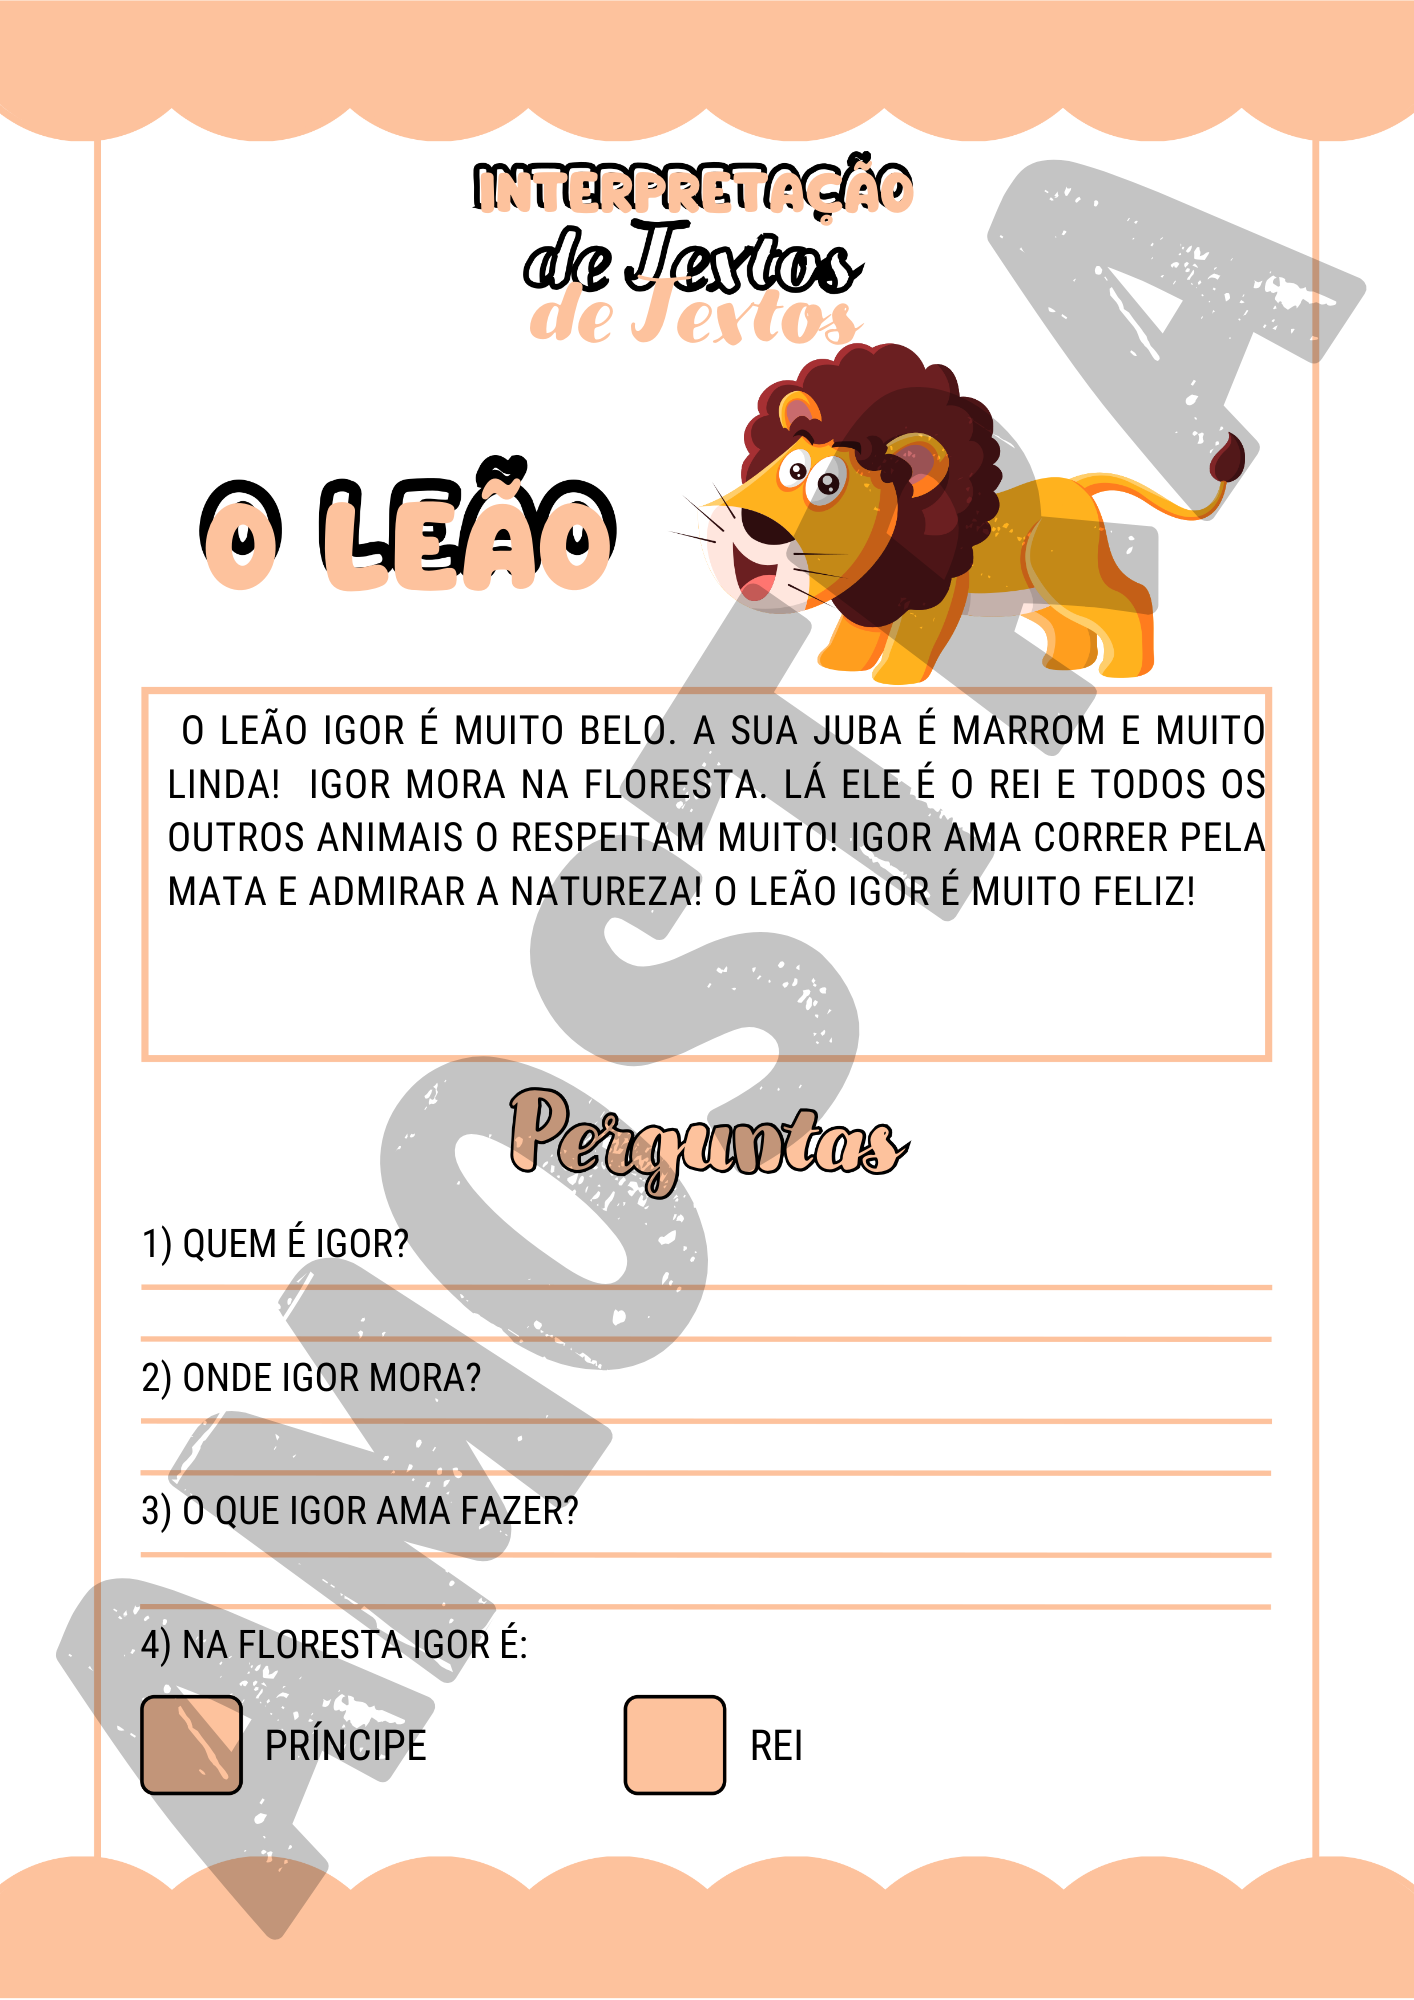 INTERPRETAÇÃO
de Textos
de Textos
O LEÃO
O LEÃO IGOR É MUITO BELO. A SUA JUBA É MARROM E MUITO
LINDA! IGOR MORA NA FLORESTA. LÁ ELE É O REI E TODOS OS
OUTROS ANIMAIS O RESPEITAM MUITO! IGOR AMA CORRER PELA
MATA E ADMIRAR A NATUREZA! O LEÃO IGOR É MUITO FELIZ!
Perguntas
1) QUEM É IGOR?
2) ONDE IGOR MORA?
3) O QUE IGOR AMA FAZER?
4) NA FLORESTA IGOR É:
PRÍNCIPE
REI
AMOSTRA